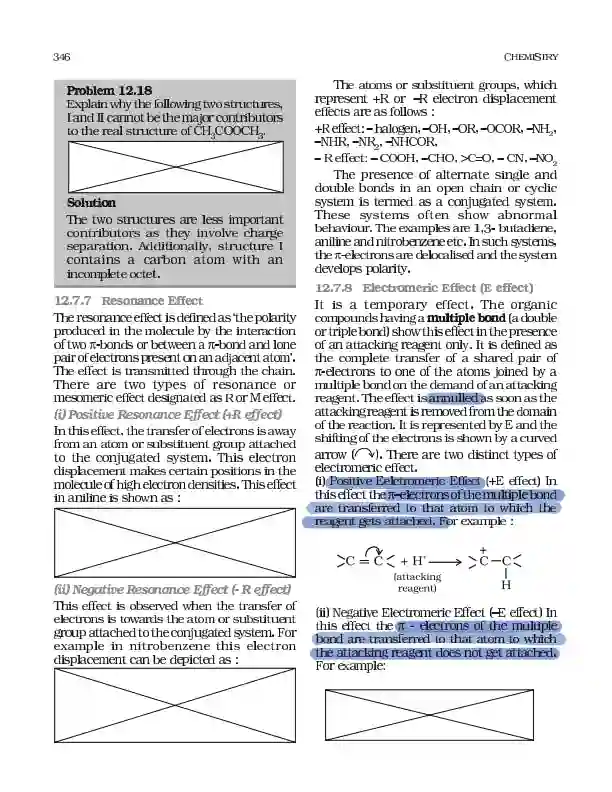 346
CHEMISTRY
Problem 12.18
Explain why the following two structures,
I and II cannot be the major contributors
to the real structure of CH3COOCH3.
Solution
The two structures are less important
contributors as they involve charge
separation. Additionally, structure I
contains a carbon atom with an
incomplete octet.
12.7.7 Resonance Effect
The resonance effect is defined as 'the polarity
produced in the molecule by the interaction
of two π-bonds or between a π-bond and lone
pair of electrons present on an adjacent atom'.
The effect is transmitted through the chain.
There are two types of resonance or
mesomeric effect designated as R or M effect.
(i) Positive Resonance Effect (+R effect)
In this effect, the transfer of electrons is away
from an atom or substituent group attached
to the conjugated system. This electron
displacement makes certain positions in the
molecule of high electron densities. This effect
in aniline is shown as :
(ii) Negative Resonance Effect (- R effect)
This effect is observed when the transfer of
electrons is towards the atom or substituent
group attached to the conjugated system. For
example in nitrobenzene this electron
displacement can be depicted as :
The atoms or substituent groups, which
represent +R or –R electron displacement
effects are as follows :
+R effect: – halogen, –OH, –OR, –OCOR, –NH2,
–NHR, –NR2, –NHCOR,
– R effect: – COOH, –CHO, >C=O, – CN, –NO2
The presence of alternate single and
double bonds in an open chain or cyclic
system is termed as a conjugated system.
These systems often show abnormal
behaviour. The examples are 1,3- butadiene,
aniline and nitrobenzene etc. In such systems,
the π-electrons are delocalised and the system
develops polarity.
12.7.8 Electromeric Effect (E effect)
It is a temporary effect. The organic
compounds having a multiple bond (a double
or triple bond) show this effect in the presence
of an attacking reagent only. It is defined as
the complete transfer of a shared pair of
π-electrons to one of the atoms joined by a
multiple bond on the demand of an attacking
reagent. The effect is annulled as soon as the
attacking reagent is removed from the domain
of the reaction. It is represented by E and the
shifting of the electrons is shown by a curved
arrow ( ). There are two distinct types of
electromeric effect.
(i) Positive Eelctromeric Effect (+E effect) In
this effect the π−electrons of the multiple bond
are transferred to that atom to which the
reagent gets attached. For example :
>C = C< + H+ → >C – C<
+
(attacking
reagent)
H
(ii) Negative Electromeric Effect (–E effect) In
this effect the π - electrons of the multiple
bond are transferred to that atom to which
the attacking reagent does not get attached.
For example: